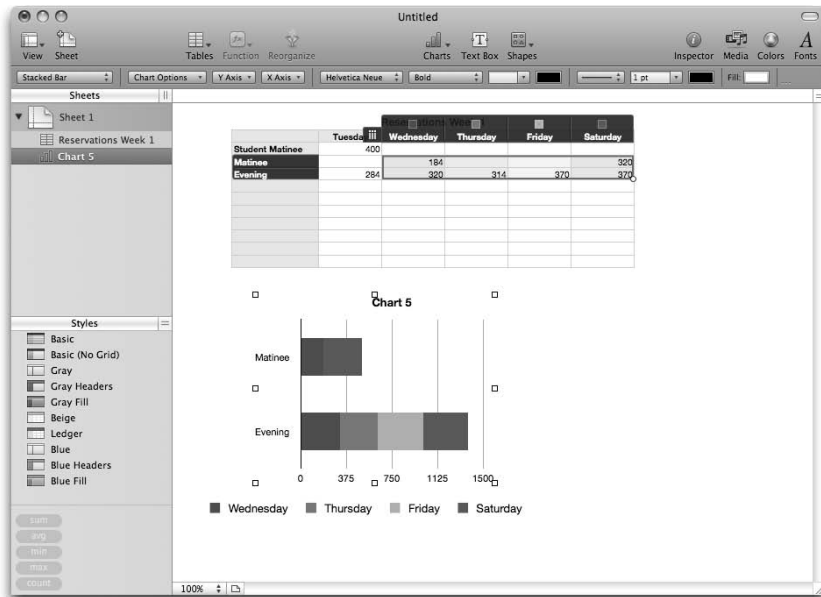 Untitled
View Sheet Tables Function Reorganize Charts Text Box Shapes Inspector Media Colors Fonts
Stacked Bar Chart Options Y Axis X Axis Helvetica Neue Bold 1 pt Fill:
Sheets
Sheet 1
Reservations Week 1
Chart 5
Reservations Week 1
Wednesday Thursday Friday Saturday
Student Matinee 400
Matinee 184 320
Evening 284 320 314 370 370
Chart 5
Matinee
Evening
0 375 750 1125 1500
Wednesday Thursday Friday Saturday
Styles
Basic
Basic (No Grid)
Gray
Gray Headers
Gray Fill
Beige
Ledger
Blue
Blue Headers
Blue Fill
sum
avg
min
max
count
100%